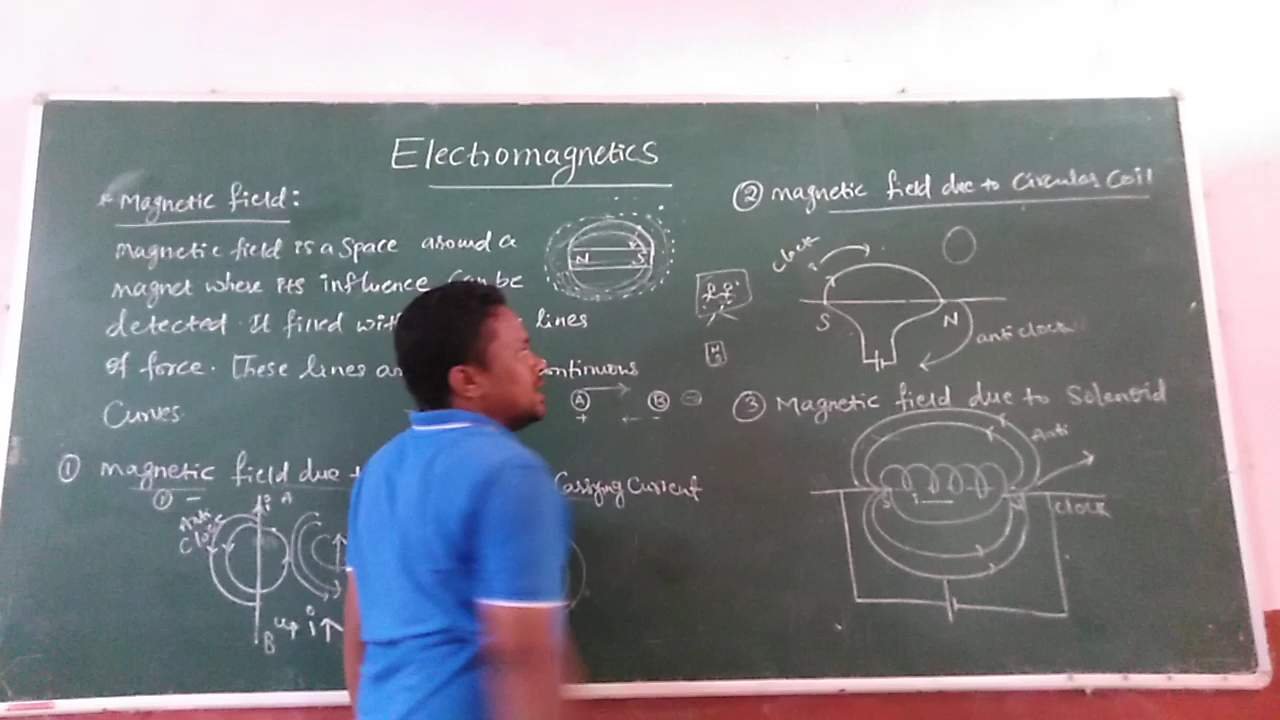 Electromagnetics
* Magnetic field:
Magnetic field is a Space around a
magnet where its influence can be
detected. It filled with lines
of force. These lines continuous
Curves.
N S
A B
+ -
① magnetic field due Carrying Current
① -
Anti
Clock
i A
B
up i ↑
② magnetic field due to Circular Coil
clock
S N
anti clock
N
S
③ Magnetic field due to Solenoid
Anti
S i N
clock